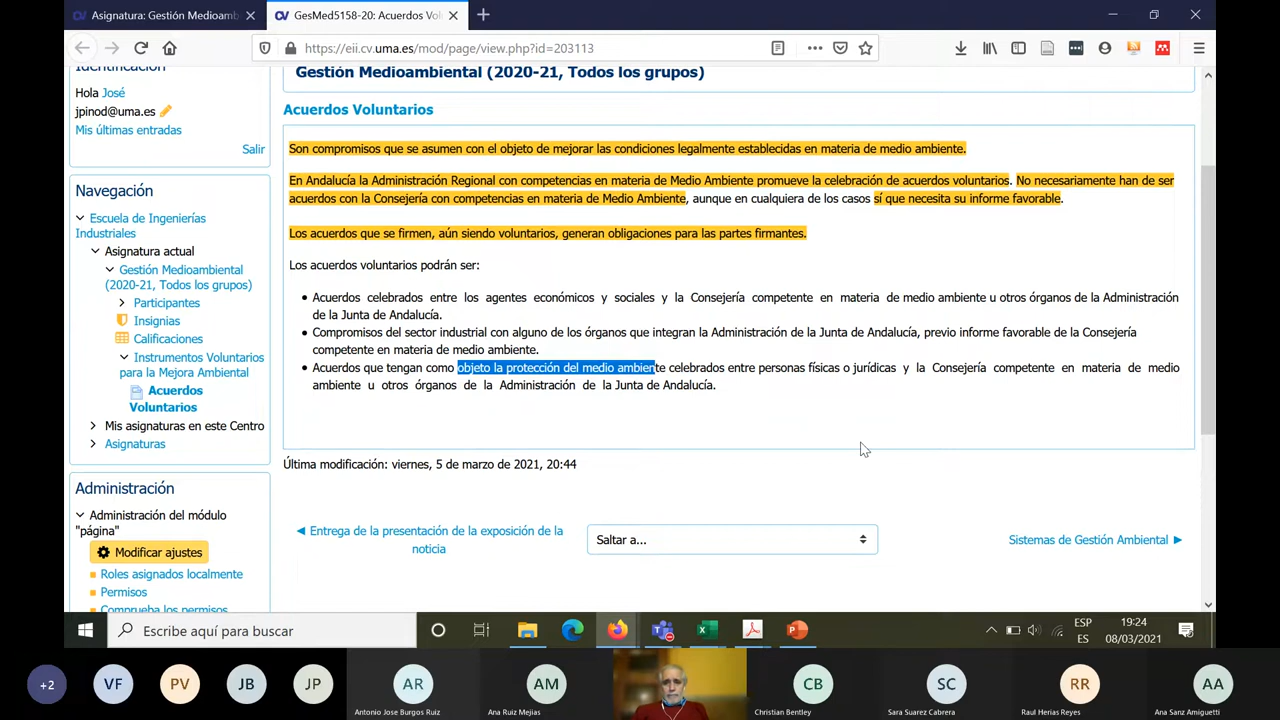 Asignatura: Gestión Medioamb
GesMed5158-20: Acuerdos Vol
https://eii.cv.uma.es/mod/page/view.php?id=203113
Identificación
Hola José
jpinod@uma.es
Mis últimas entradas
Salir
Navegación
Escuela de Ingenierías
Industriales
Asignatura actual
Gestión Medioambiental
(2020-21, Todos los grupos)
Participantes
Insignias
Calificaciones
Instrumentos Voluntarios
para la Mejora Ambiental
Acuerdos
Voluntarios
Mis asignaturas en este Centro
Asignaturas
Administración
Administración del módulo
"página"
Modificar ajustes
Roles asignados localmente
Permisos
Comprueba los permisos
Gestión Medioambiental (2020-21, Todos los grupos)
Acuerdos Voluntarios
Son compromisos que se asumen con el objeto de mejorar las condiciones legalmente establecidas en materia de medio ambiente.
En Andalucía la Administración Regional con competencias en materia de Medio Ambiente promueve la celebración de acuerdos voluntarios. No necesariamente han de ser
acuerdos con la Consejería con competencias en materia de Medio Ambiente, aunque en cualquiera de los casos sí que necesita su informe favorable.
Los acuerdos que se firmen, aún siendo voluntarios, generan obligaciones para las partes firmantes.
Los acuerdos voluntarios podrán ser:
• Acuerdos celebrados entre los agentes económicos y sociales y la Consejería competente en materia de medio ambiente u otros órganos de la Administración
de la Junta de Andalucía.
• Compromisos del sector industrial con alguno de los órganos que integran la Administración de la Junta de Andalucía, previo informe favorable de la Consejería
competente en materia de medio ambiente.
• Acuerdos que tengan como objeto la protección del medio ambiente celebrados entre personas físicas o jurídicas y la Consejería competente en materia de medio
ambiente u otros órganos de la Administración de la Junta de Andalucía.
Última modificación: viernes, 5 de marzo de 2021, 20:44
◄ Entrega de la presentación de la exposición de la
noticia
Saltar a...
Sistemas de Gestión Ambiental ►
Escribe aquí para buscar
ESP
ES
19:24
08/03/2021
+2
VF
PV
JB
JP
AR
Antonio Jose Burgos Ruiz
AM
Ana Ruiz Mejias
CB
Christian Bentley
SC
Sara Suarez Cabrera
RR
Raul Herias Reyes
AA
Ana Sanz Amiguetti